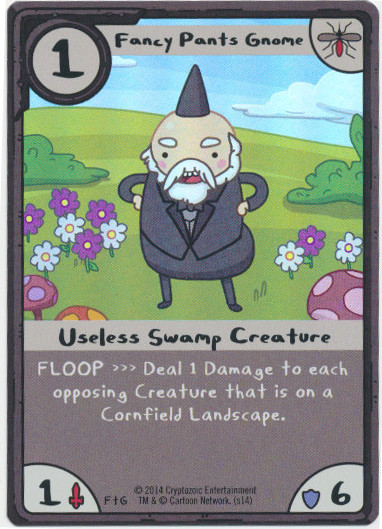 1
Fancy Pants Gnome
Useless Swamp Creature
FLOOP >>> Deal 1 Damage to each
opposing Creature that is on a
Cornfield Landscape.
© 2014 Cryptozoic Entertainment
TM & © Cartoon Network. (s14)
1
FtG
6